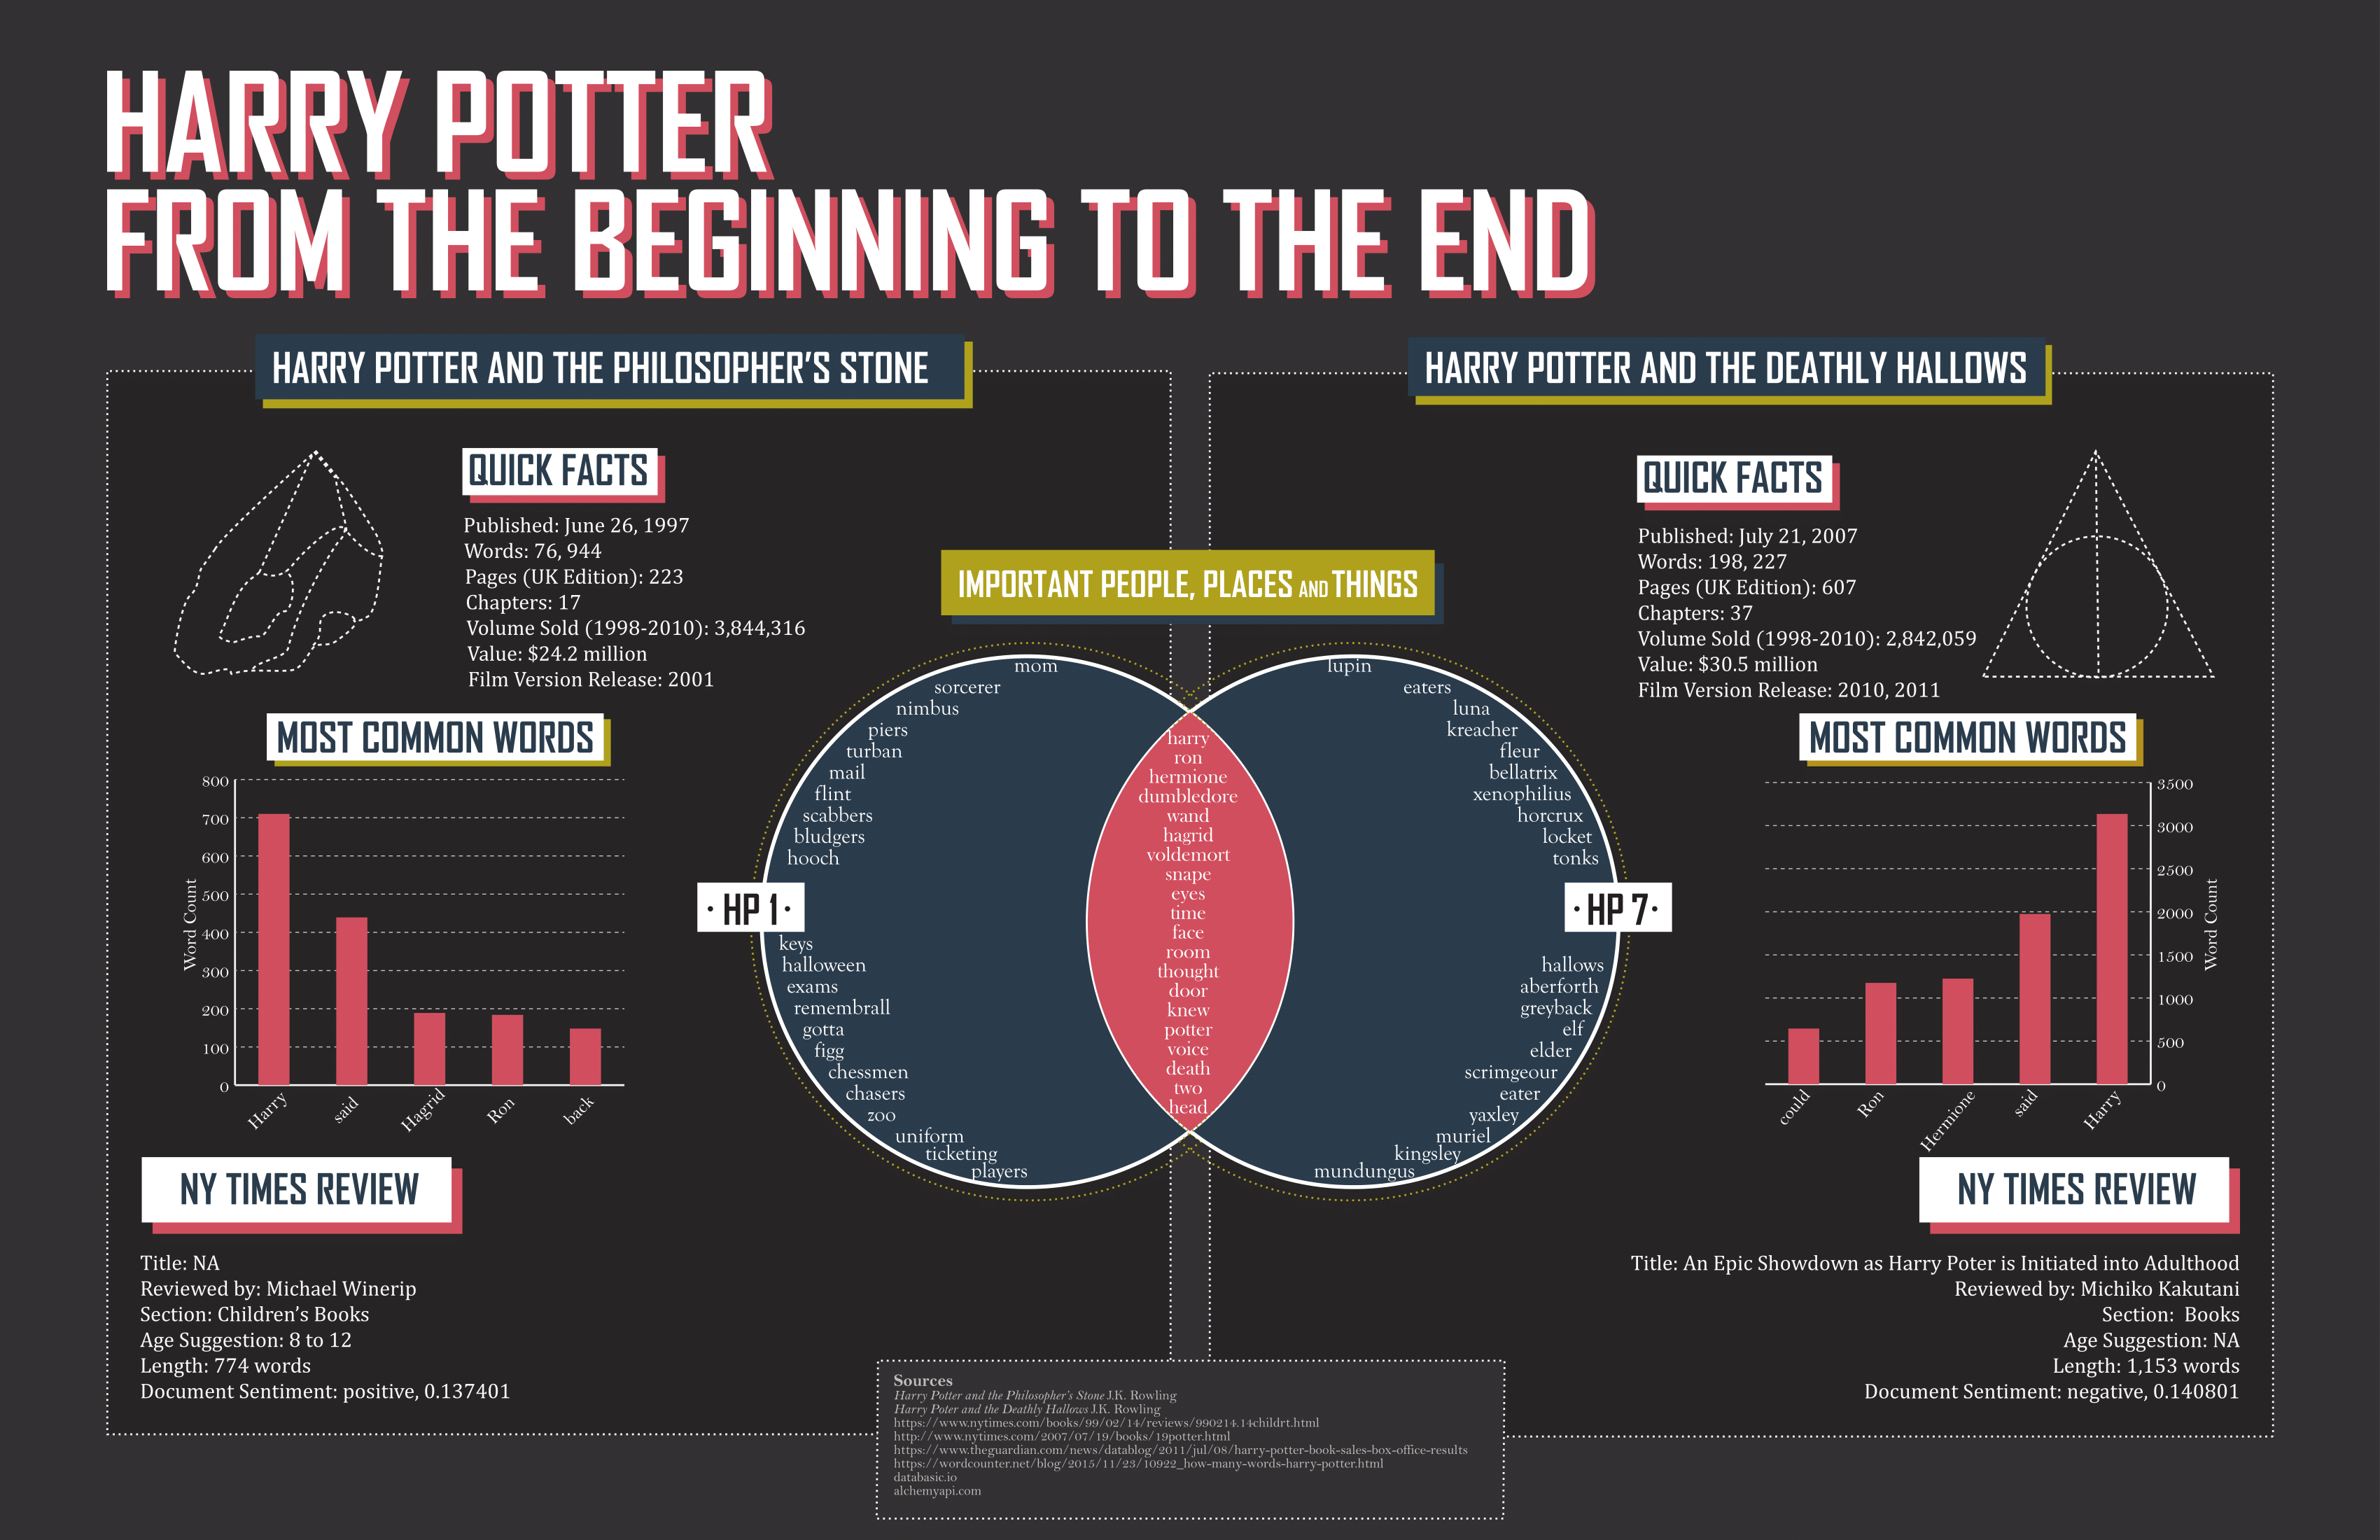 HARRY POTTER
FROM THE BEGINNING TO THE END
HARRY POTTER AND THE PHILOSOPHER'S STONE
QUICK FACTS
Published: June 26, 1997
Words: 76, 944
Pages (UK Edition): 223
Chapters: 17
Volume Sold (1998-2010): 3,844,316
Value: $24.2 million
Film Version Release: 2001
MOST COMMON WORDS
800
700
600
500
400
300
200
100
0
Word Count
Harry
said
Hagrid
Ron
back
NY TIMES REVIEW
Title: NA
Reviewed by: Michael Winerip
Section: Children's Books
Age Suggestion: 8 to 12
Length: 774 words
Document Sentiment: positive, 0.137401
IMPORTANT PEOPLE, PLACES AND THINGS
mom
sorcerer
nimbus
piers
turban
mail
flint
scabbers
bludgers
hooch
· HP 1 ·
keys
halloween
exams
remembrall
gotta
figg
chessmen
chasers
zoo
uniform
ticketing
players
harry
ron
hermione
dumbledore
wand
hagrid
voldemort
snape
eyes
time
face
room
thought
door
knew
potter
voice
death
two
head
lupin
eaters
luna
kreacher
fleur
bellatrix
xenophilius
horcrux
locket
tonks
· HP 7 ·
hallows
aberforth
greyback
elf
elder
scrimgeour
eater
yaxley
muriel
kingsley
mundungus
HARRY POTTER AND THE DEATHLY HALLOWS
QUICK FACTS
Published: July 21, 2007
Words: 198, 227
Pages (UK Edition): 607
Chapters: 37
Volume Sold (1998-2010): 2,842,059
Value: $30.5 million
Film Version Release: 2010, 2011
MOST COMMON WORDS
3500
3000
2500
2000
1500
1000
500
0
Word Count
could
Ron
Hermione
said
Harry
NY TIMES REVIEW
Title: An Epic Showdown as Harry Poter is Initiated into Adulthood
Reviewed by: Michiko Kakutani
Section:  Books
Age Suggestion: NA
Length: 1,153 words
Document Sentiment: negative, 0.140801
Sources
Harry Potter and the Philosopher's Stone J.K. Rowling
Harry Poter and the Deathly Hallows J.K. Rowling
https://www.nytimes.com/books/99/02/14/reviews/990214.14childrt.html
http://www.nytimes.com/2007/07/19/books/19potter.html
https://www.theguardian.com/news/datablog/2011/jul/08/harry-potter-book-sales-box-office-results
https://wordcounter.net/blog/2015/11/23/10922_how-many-words-harry-potter.html
databasic.io
alchemyapi.com